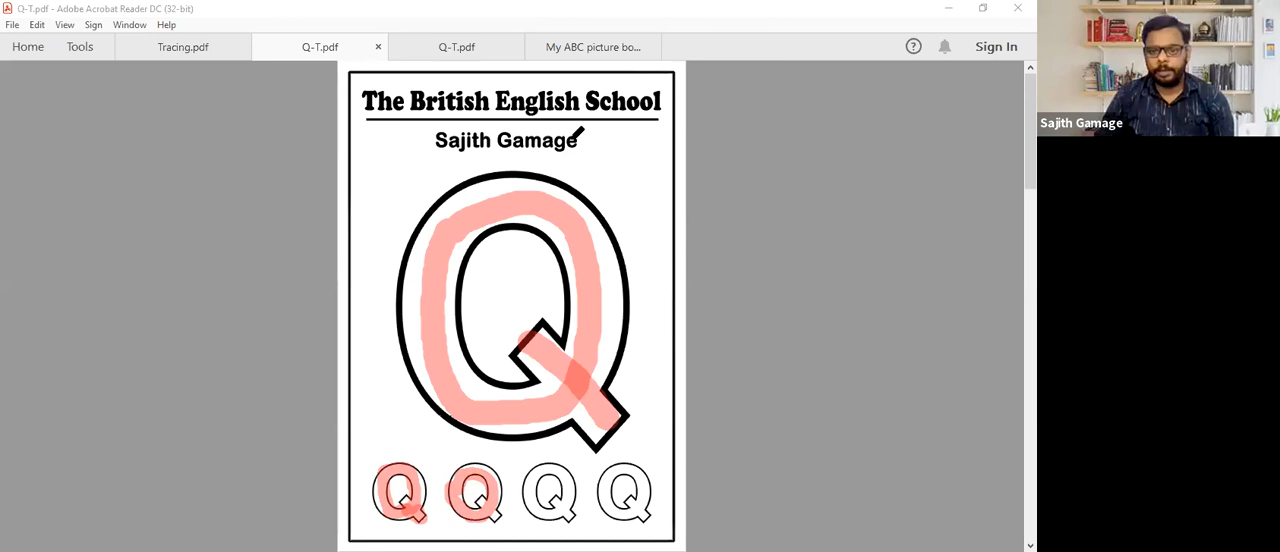 Q-T.pdf - Adobe Acrobat Reader DC (32-bit)
File Edit View Sign Window Help
Home Tools Tracing.pdf Q-T.pdf × Q-T.pdf My ABC picture bo... ? Sign In
The British English School
Sajith Gamage
Q
Q Q Q Q
Sajith Gamage